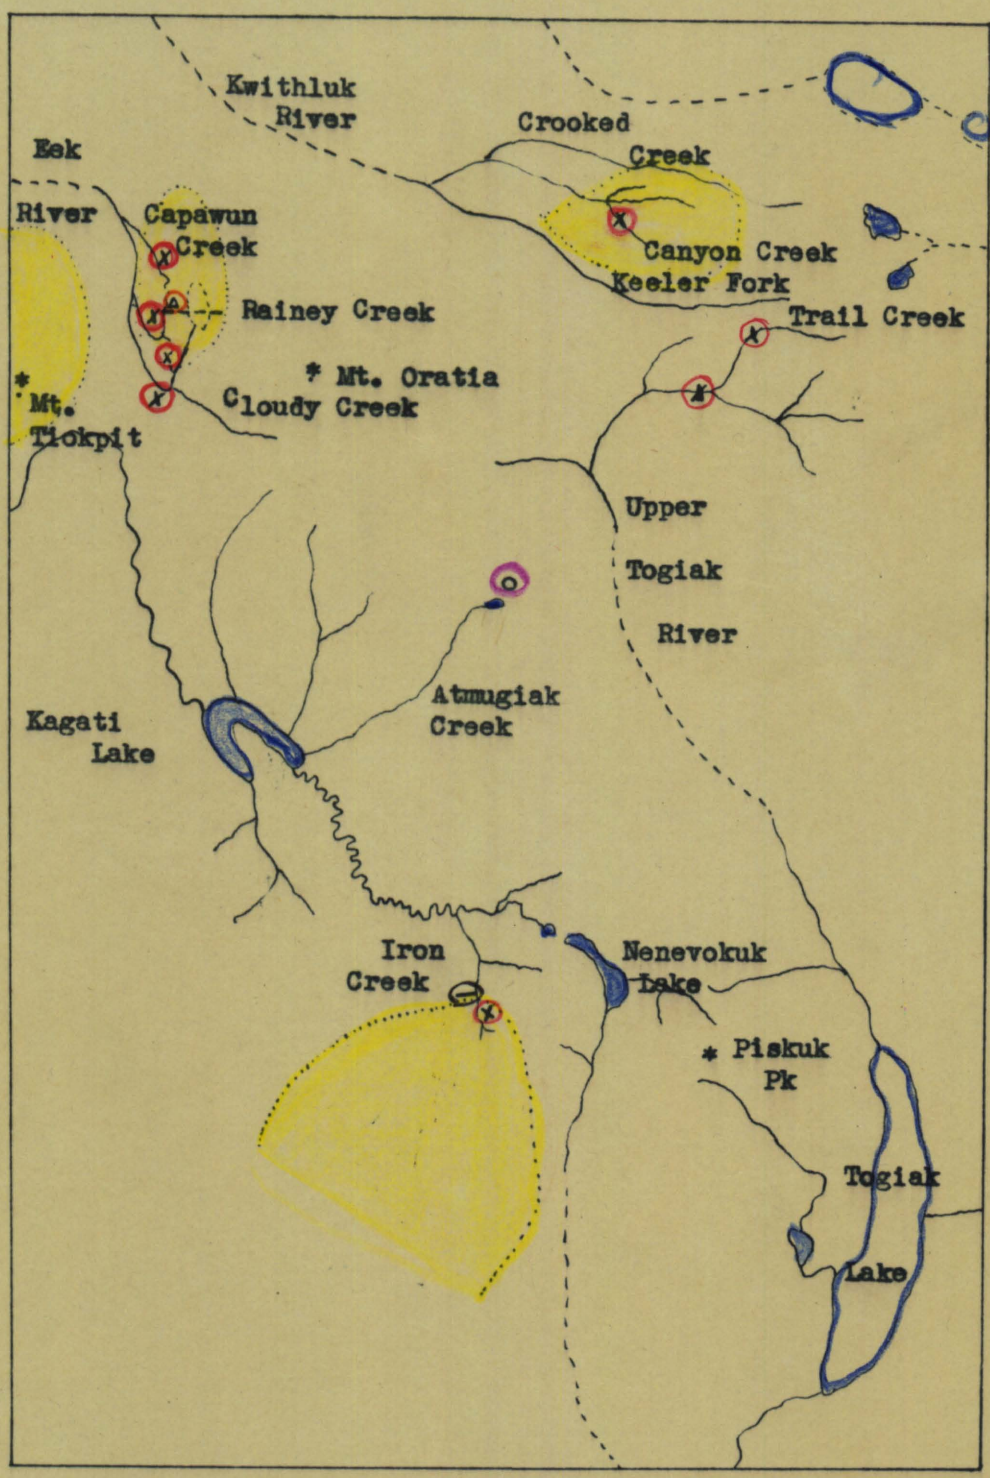 Kwithluk
River
Crooked
Creek
Eek
River
Capawun
Creek
Canyon Creek
Keeler Fork
Rainey Creek
Trail Creek
* Mt. Oratia
Cloudy Creek
*
Mt.
Tickpit
Upper
Togiak
River
Atmugiak
Creek
Kagati
Lake
Iron
Creek
Nenevokuk
Lake
* Piskuk
Pk
Togiak
Lake